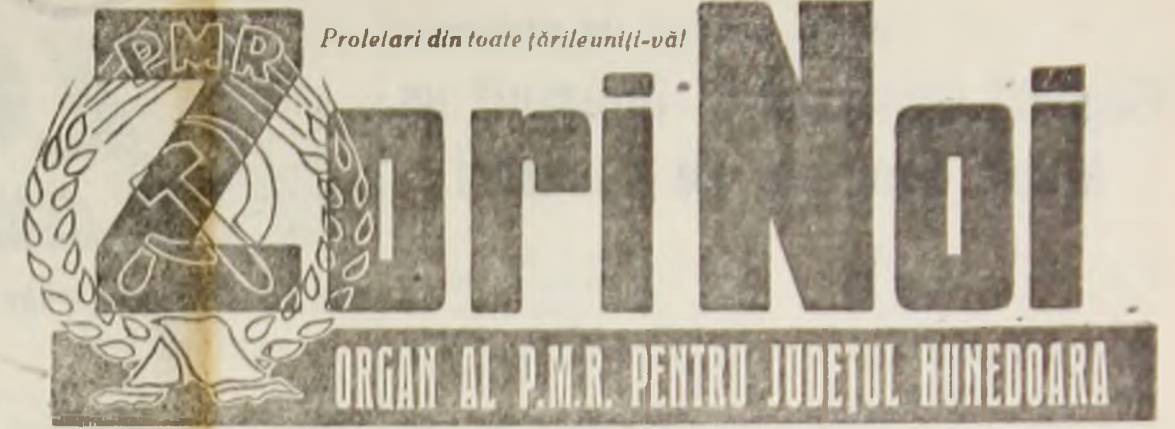 Proletari din toate țările uniți-vă!
PMR
Zori Noi
ORGAN AL P.M.R. PENTRU JUDEȚUL HUNEDOARA